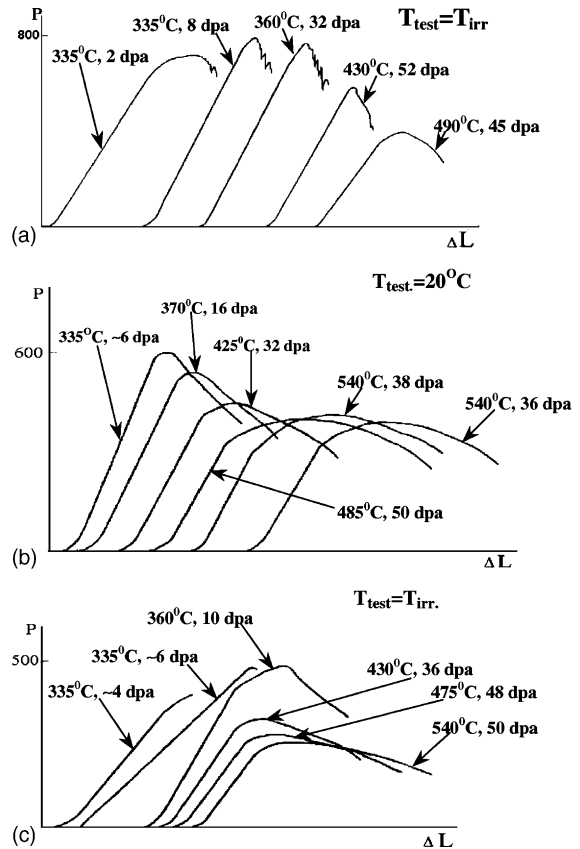 P
T_test=T_irr
800
335⁰C, 8 dpa
360⁰C, 32 dpa
335⁰C, 2 dpa
430⁰C, 52 dpa
490⁰C, 45 dpa
(a)
ΔL
P
T_test.=20⁰C
370⁰C, 16 dpa
335⁰C, ~6 dpa
425⁰C, 32 dpa
600
540⁰C, 38 dpa
540⁰C, 36 dpa
485⁰C, 50 dpa
(b)
ΔL
T_test=T_irr.
P
360⁰C, 10 dpa
500
335⁰C, ~6 dpa
335⁰C, ~4 dpa
430⁰C, 36 dpa
475⁰C, 48 dpa
540⁰C, 50 dpa
(c)
ΔL